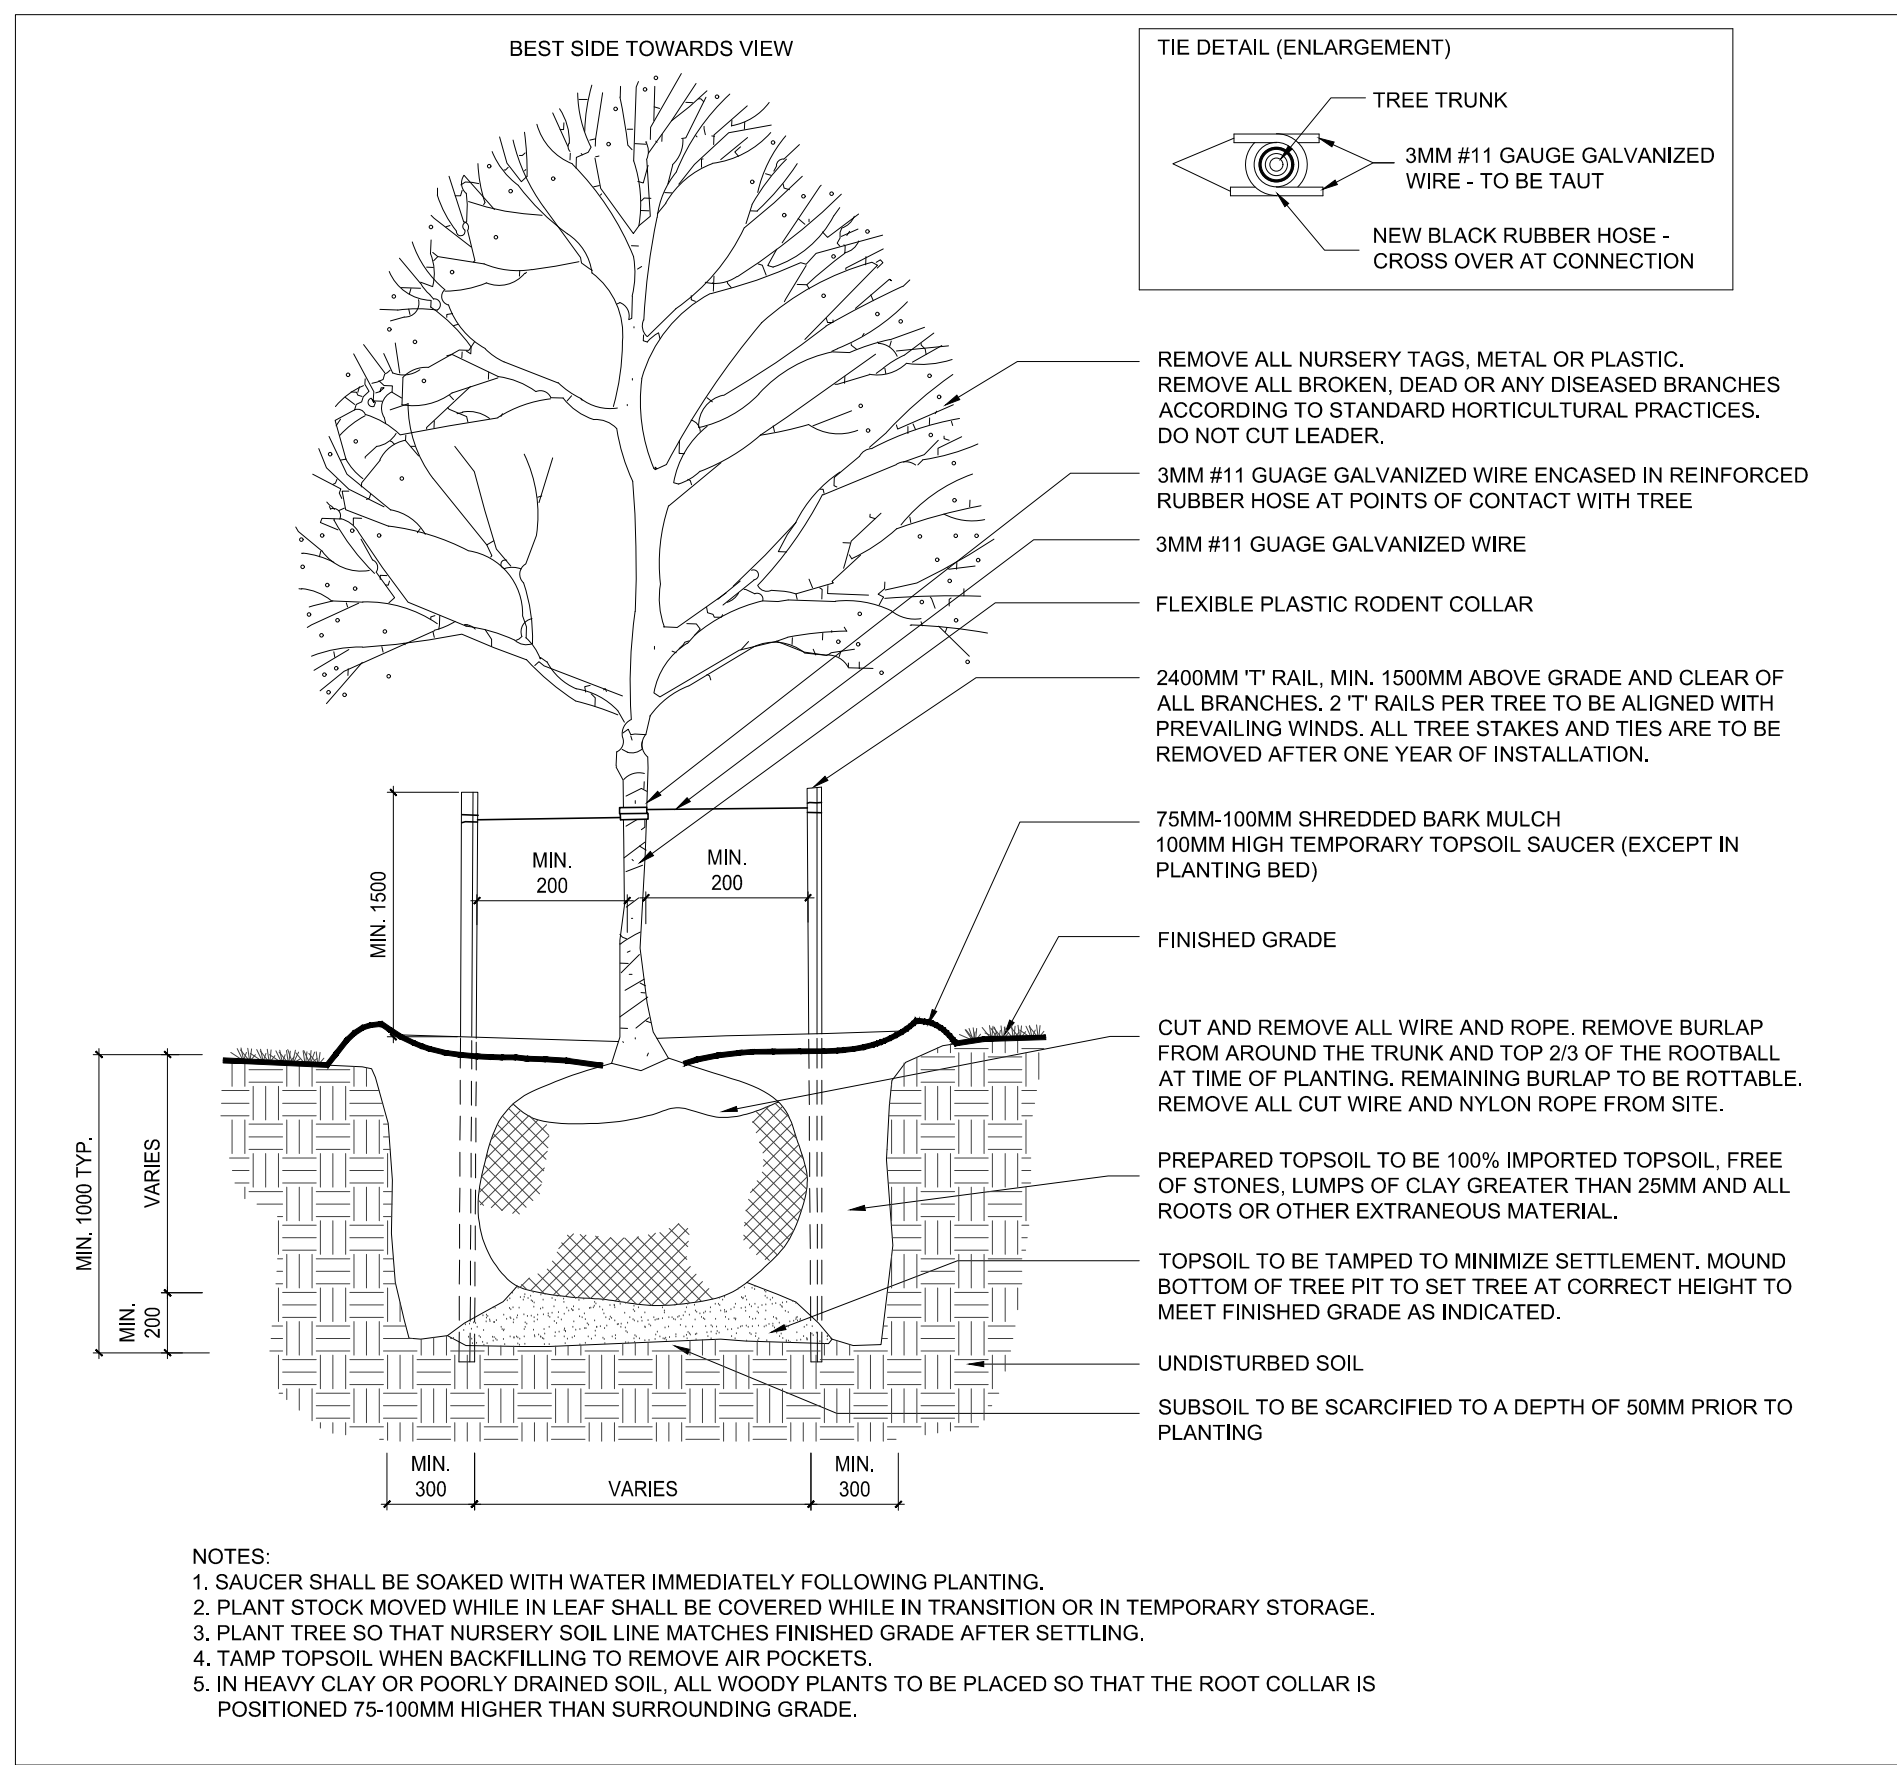 BEST SIDE TOWARDS VIEW
TIE DETAIL (ENLARGEMENT)
TREE TRUNK
3MM #11 GAUGE GALVANIZED
WIRE - TO BE TAUT
NEW BLACK RUBBER HOSE -
CROSS OVER AT CONNECTION
REMOVE ALL NURSERY TAGS, METAL OR PLASTIC.
REMOVE ALL BROKEN, DEAD OR ANY DISEASED BRANCHES
ACCORDING TO STANDARD HORTICULTURAL PRACTICES.
DO NOT CUT LEADER.
3MM #11 GUAGE GALVANIZED WIRE ENCASED IN REINFORCED
RUBBER HOSE AT POINTS OF CONTACT WITH TREE
3MM #11 GUAGE GALVANIZED WIRE
FLEXIBLE PLASTIC RODENT COLLAR
2400MM 'T' RAIL, MIN. 1500MM ABOVE GRADE AND CLEAR OF
ALL BRANCHES. 2 'T' RAILS PER TREE TO BE ALIGNED WITH
PREVAILING WINDS. ALL TREE STAKES AND TIES ARE TO BE
REMOVED AFTER ONE YEAR OF INSTALLATION.
75MM-100MM SHREDDED BARK MULCH
100MM HIGH TEMPORARY TOPSOIL SAUCER (EXCEPT IN
PLANTING BED)
FINISHED GRADE
CUT AND REMOVE ALL WIRE AND ROPE. REMOVE BURLAP
FROM AROUND THE TRUNK AND TOP 2/3 OF THE ROOTBALL
AT TIME OF PLANTING. REMAINING BURLAP TO BE ROTTABLE.
REMOVE ALL CUT WIRE AND NYLON ROPE FROM SITE.
PREPARED TOPSOIL TO BE 100% IMPORTED TOPSOIL, FREE
OF STONES, LUMPS OF CLAY GREATER THAN 25MM AND ALL
ROOTS OR OTHER EXTRANEOUS MATERIAL.
TOPSOIL TO BE TAMPED TO MINIMIZE SETTLEMENT. MOUND
BOTTOM OF TREE PIT TO SET TREE AT CORRECT HEIGHT TO
MEET FINISHED GRADE AS INDICATED.
UNDISTURBED SOIL
SUBSOIL TO BE SCARCIFIED TO A DEPTH OF 50MM PRIOR TO
PLANTING
MIN. 1500
MIN.
200
MIN.
200
MIN. 1000 TYP.
VARIES
MIN.
200
MIN.
300
VARIES
MIN.
300
NOTES:
1. SAUCER SHALL BE SOAKED WITH WATER IMMEDIATELY FOLLOWING PLANTING.
2. PLANT STOCK MOVED WHILE IN LEAF SHALL BE COVERED WHILE IN TRANSITION OR IN TEMPORARY STORAGE.
3. PLANT TREE SO THAT NURSERY SOIL LINE MATCHES FINISHED GRADE AFTER SETTLING.
4. TAMP TOPSOIL WHEN BACKFILLING TO REMOVE AIR POCKETS.
5. IN HEAVY CLAY OR POORLY DRAINED SOIL, ALL WOODY PLANTS TO BE PLACED SO THAT THE ROOT COLLAR IS
POSITIONED 75-100MM HIGHER THAN SURROUNDING GRADE.